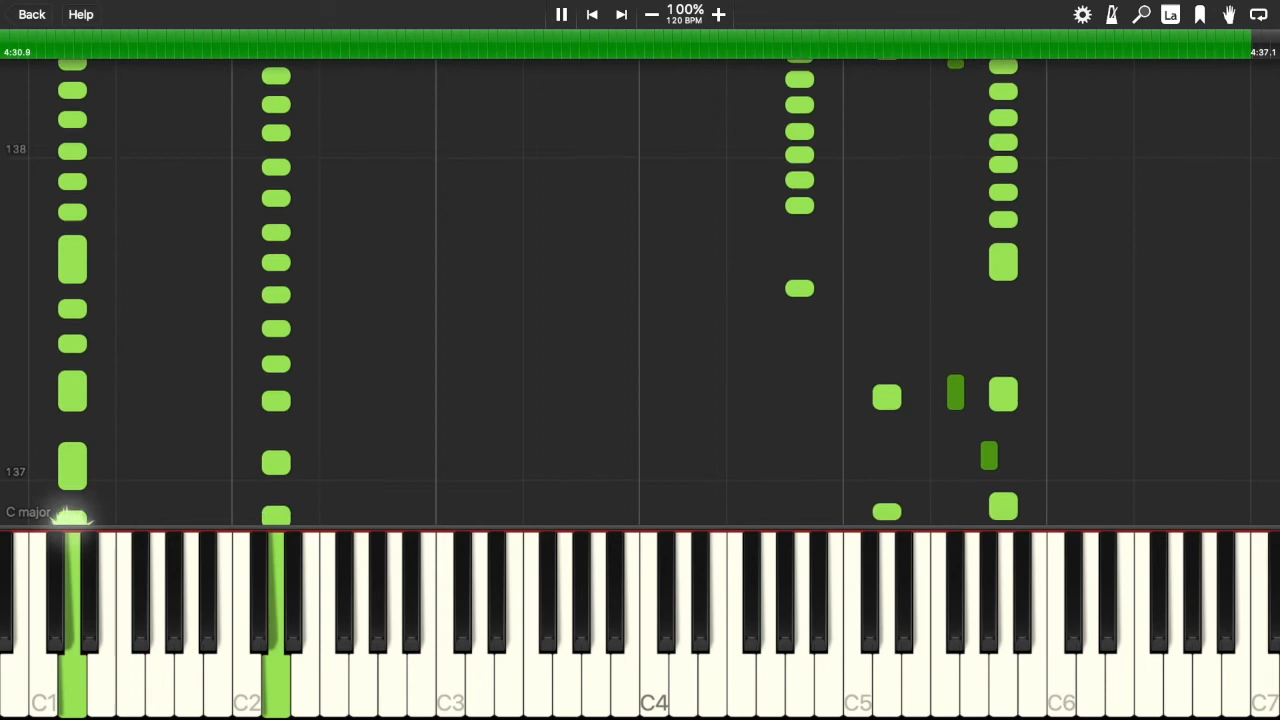 Back Help
100%
120 BPM
La
4:30.9
4:37.1
138
137
C major
C1 C2 C3 C4 C5 C6 C7